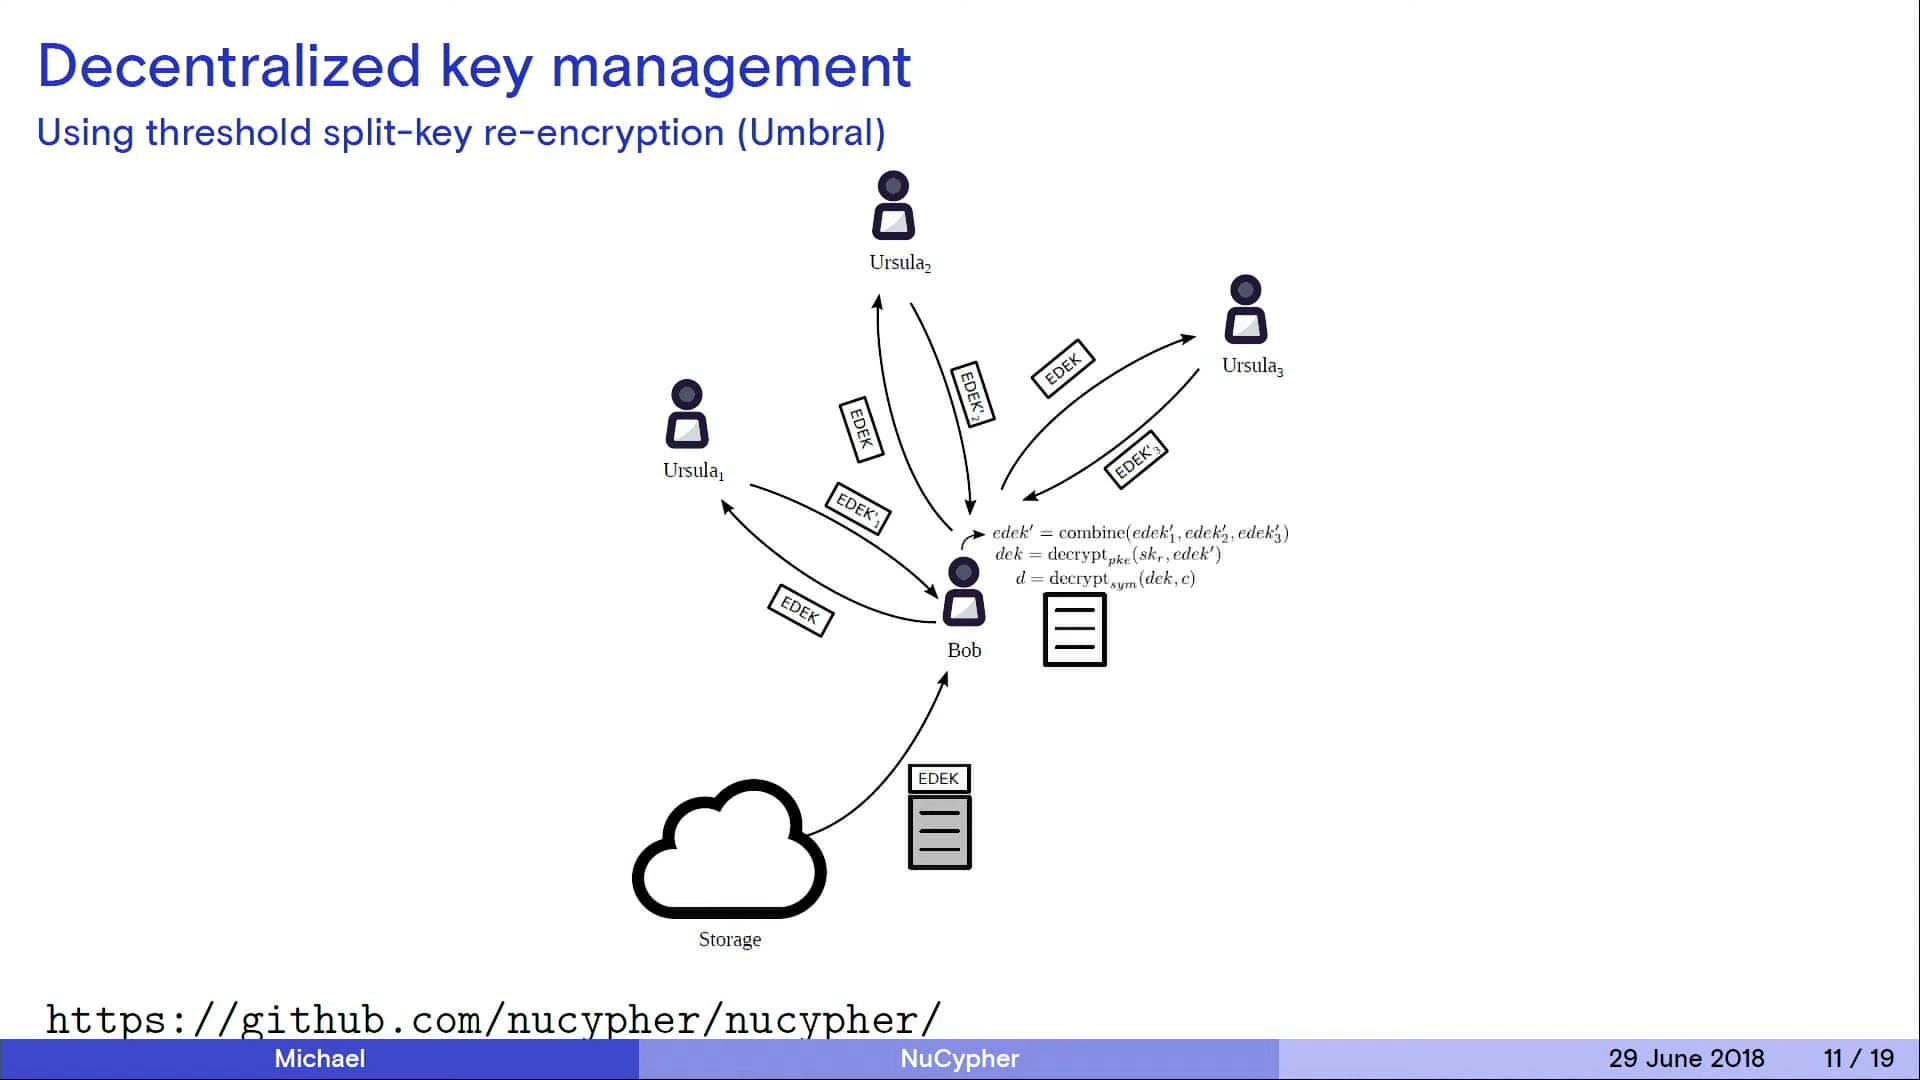 Decentralized key management
Using threshold split-key re-encryption (Umbral)
Ursula₂
Ursula₃
EDEK
EDEK'₂
EDEK
EDEK'₃
Ursula₁
EDEK'₁
EDEK
edek′ = combine(edek′₁, edek′₂, edek′₃)
dek = decryptₚₖₑ(skᵣ, edek′)
d = decrypt_sym(dek, c)
Bob
EDEK
Storage
https://github.com/nucypher/nucypher/
Michael NuCypher 29 June 2018 11 / 19